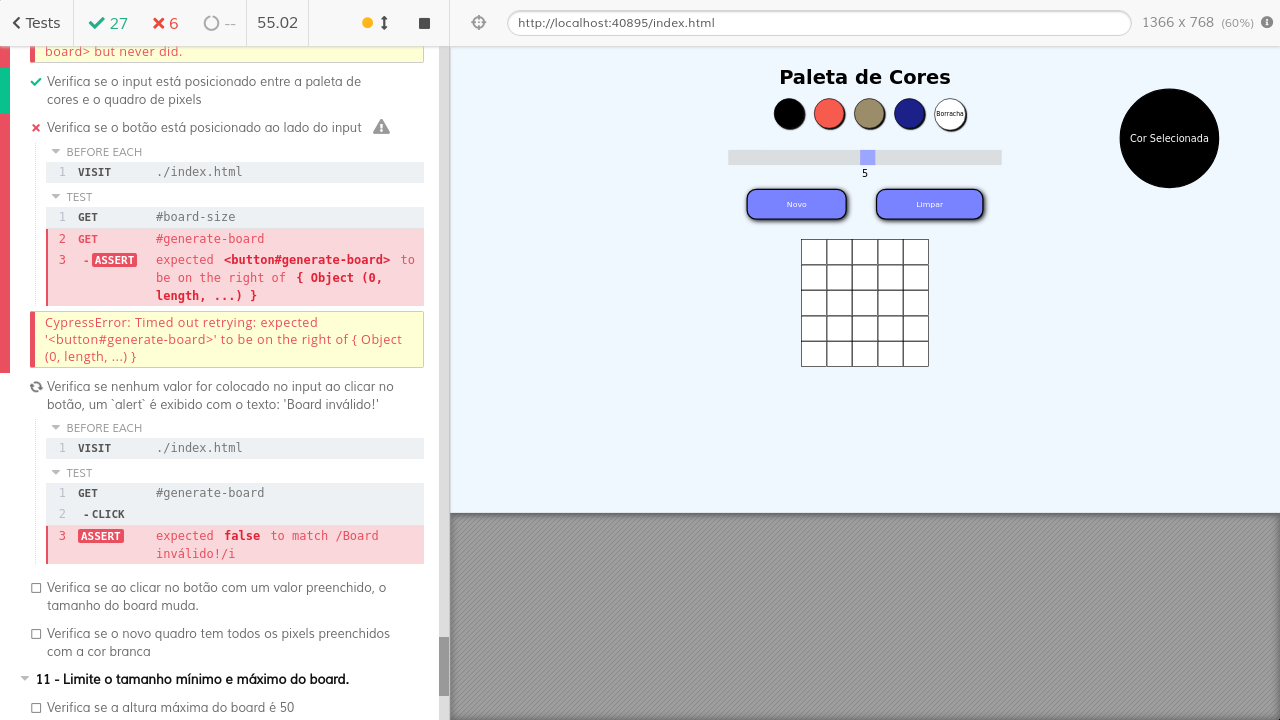 Tests
27
6
--
55.02
http://localhost:40895/index.html
1366 x 768 (60%)
board> but never did.
Verifica se o input está posicionado entre a paleta de
cores e o quadro de pixels
Verifica se o botão está posicionado ao lado do input
BEFORE EACH
1 VISIT ./index.html
TEST
1 GET #board-size
2 GET #generate-board
3 -ASSERT expected <button#generate-board> to
be on the right of { Object (0,
length, ...) }
CypressError: Timed out retrying: expected
'<button#generate-board>' to be on the right of { Object
(0, length, ...) }
Verifica se nenhum valor for colocado no input ao clicar no
botão, um `alert` é exibido com o texto: 'Board inválido!'
BEFORE EACH
1 VISIT ./index.html
TEST
1 GET #generate-board
2 -CLICK
3 ASSERT expected false to match /Board
inválido!/i
Verifica se ao clicar no botão com um valor preenchido, o
tamanho do board muda.
Verifica se o novo quadro tem todos os pixels preenchidos
com a cor branca
11 - Limite o tamanho mínimo e máximo do board.
Verifica se a altura máxima do board é 50
Paleta de Cores
Borracha
Cor Selecionada
5
Novo
Limpar